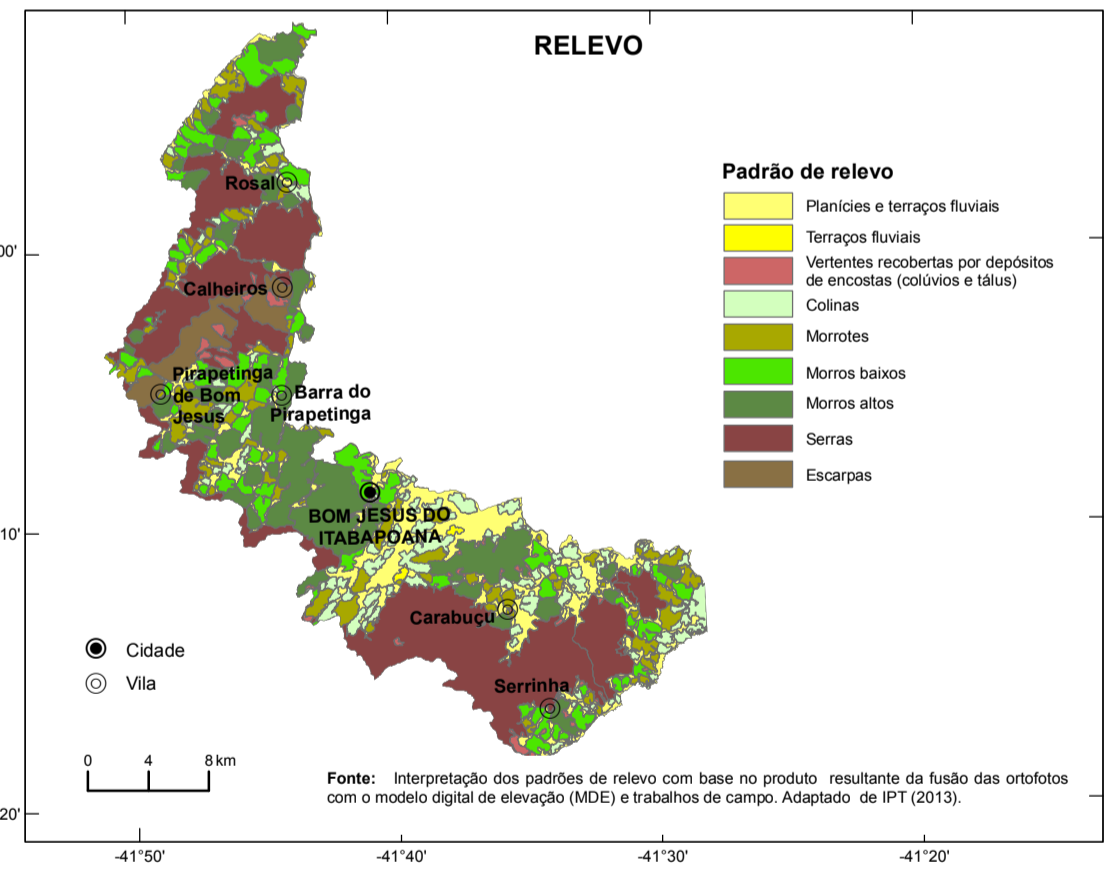 RELEVO
Padrão de relevo
Planícies e terraços fluviais
Terraços fluviais
Vertentes recobertas por depósitos
de encostas (colúvios e tálus)
Colinas
Morrotes
Morros baixos
Morros altos
Serras
Escarpas
Rosal
Calheiros
Pirapetinga
de Bom
Jesus
Barra do
Pirapetinga
BOM JESUS DO
ITABAPOANA
Carabuçu
Serrinha
Cidade
Vila
0 4 8 km
Fonte: Interpretação dos padrões de relevo com base no produto resultante da fusão das ortofotos
com o modelo digital de elevação (MDE) e trabalhos de campo. Adaptado de IPT (2013).
00'
10'
20'
-41°50' -41°40' -41°30' -41°20'